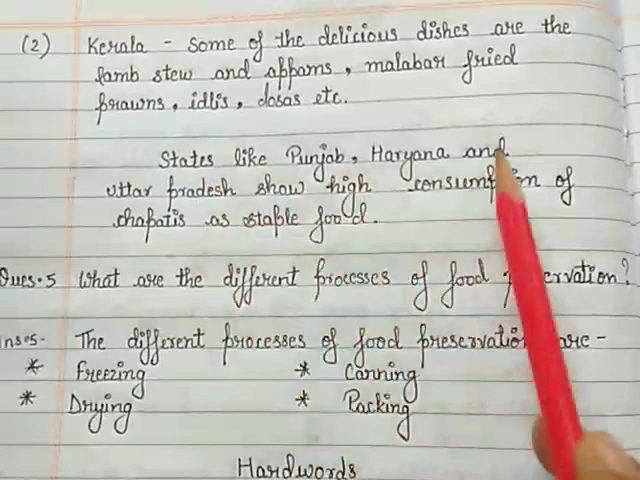 (2) Kerala - Some of the delicious dishes are the
lamb stew and appams, malabar fried
prawns, idlis, dosas etc.
States like Punjab, Haryana and
Uttar pradesh show high consumption of
chapatis as staple food.
Ques.5 What are the different processes of food preservation?
Ans5- The different processes of food preservation are -
* Freezing * Canning
* Drying * Packing
Hardwords